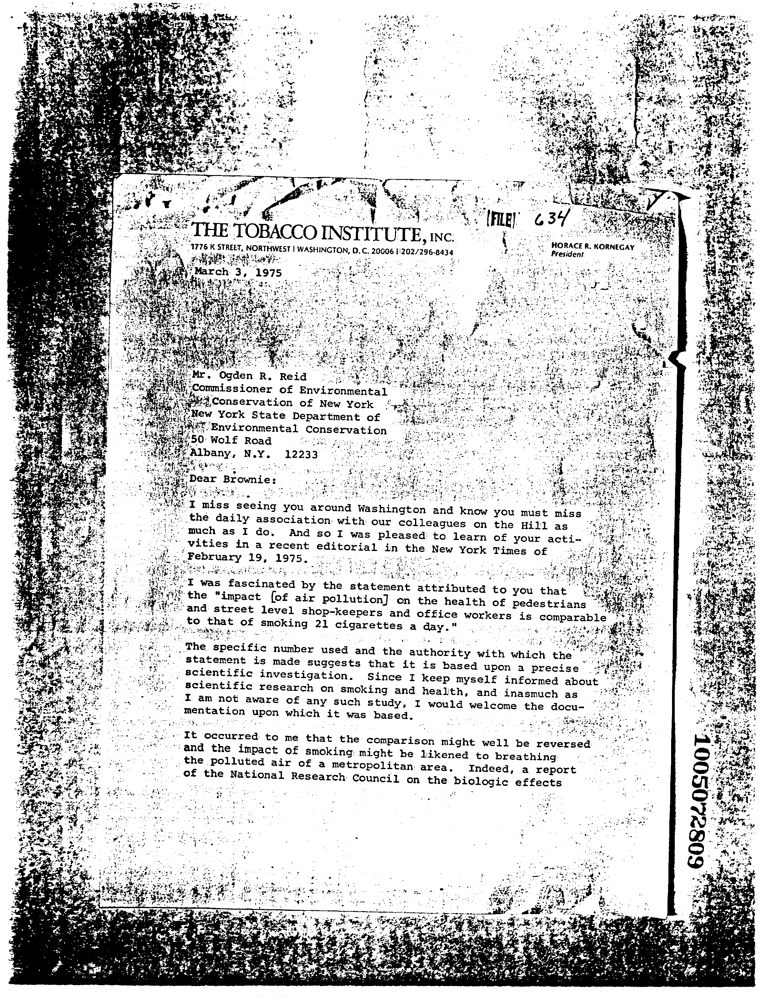 [FILE] 634
THE TOBACCO INSTITUTE, INC.
1776 K STREET, NORTHWEST | WASHINGTON, D.C. 20006 | 202/296-8434
HORACE R. KORNEGAY
President
March 3, 1975
Mr. Ogden R. Reid
Commissioner of Environmental
Conservation of New York
New York State Department of
Environmental Conservation
50 Wolf Road
Albany, N.Y. 12233
Dear Brownie:
I miss seeing you around Washington and know you must miss
the daily association with our colleagues on the Hill as
much as I do. And so I was pleased to learn of your acti-
vities in a recent editorial in the New York Times of
February 19, 1975.
I was fascinated by the statement attributed to you that
the "impact [of air pollution] on the health of pedestrians
and street level shop-keepers and office workers is comparable
to that of smoking 21 cigarettes a day."
The specific number used and the authority with which the
statement is made suggests that it is based upon a precise
scientific investigation. Since I keep myself informed about
scientific research on smoking and health, and inasmuch as
I am not aware of any such study, I would welcome the docu-
mentation upon which it was based.
It occurred to me that the comparison might well be reversed
and the impact of smoking might be likened to breathing
the polluted air of a metropolitan area. Indeed, a report
of the National Research Council on the biologic effects
1005072809